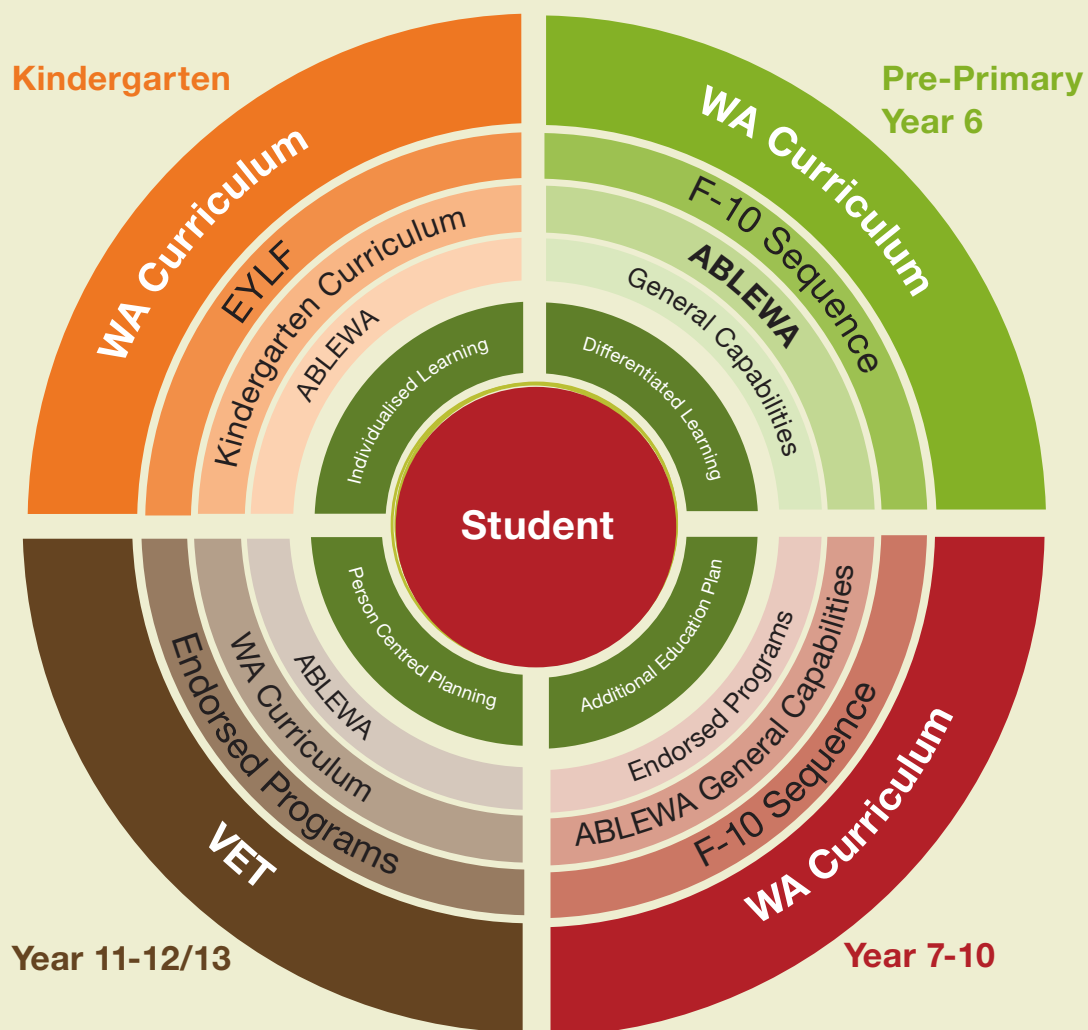 Kindergarten
WA Curriculum
EYLF
Kindergarten Curriculum
ABLEWA
Individualised Learning
Pre-Primary
Year 6
WA Curriculum
F-10 Sequence
ABLEWA
General Capabilities
Differentiated Learning
Student
Person Centred Planning
ABLEWA
WA Curriculum
Endorsed Programs
VET
Year 11-12/13
Additional Education Plan
Endorsed Programs
ABLEWA General Capabilities
F-10 Sequence
WA Curriculum
Year 7-10